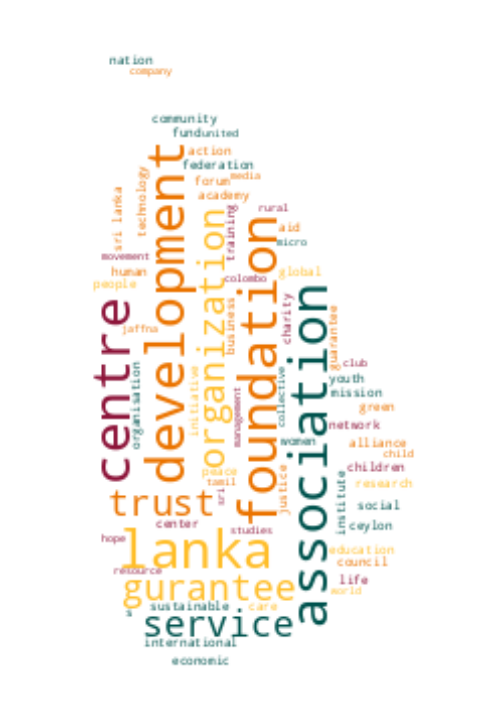 nation
company
community
fund
united
development
action
federation
media
forum
technology
academy
sri lanka
organization
training
rural
foundation
aid
micro
movement
human
colombo
global
people
association
centre
business
charity
guarantee
jaffna
organisation
initiative
club
collective
youth
management
mission
green
network
women
alliance
child
peace
justice
children
tamil
institute
research
sri
trust
social
center
ceylon
studies
lanka
hope
education
council
resource
life
gurantee
world
sustainable
care
s
service
international
economic